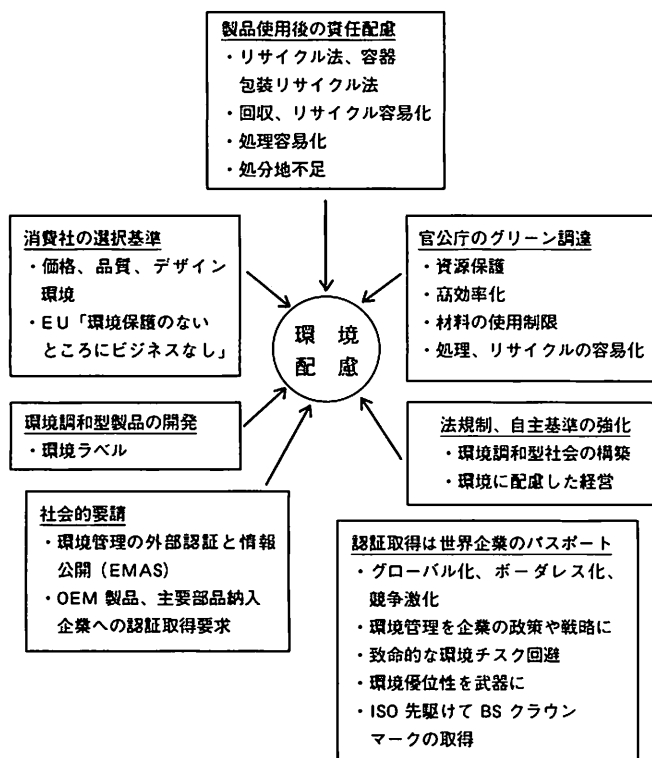 製品使用後の責任配慮
・リサイクル法、容器
包装リサイクル法
・回収、リサイクル容易化
・処理容易化
・処分地不足
消費社の選択基準
・価格、品質、デザイン
環境
・EU「環境保護のない
ところにビジネスなし」
官公庁のグリーン調達
・資源保護
・高効率化
・材料の使用制限
・処理、リサイクルの容易化
環境
配慮
環境調和型製品の開発
・環境ラベル
法規制、自主基準の強化
・環境調和型社会の構築
・環境に配慮した経営
社会的要請
・環境管理の外部認証と情報
公開（EMAS）
・OEM 製品、主要部品納入
企業への認証取得要求
認証取得は世界企業のパスポート
・グローバル化、ボーダレス化、
競争激化
・環境管理を企業の政策や戦略に
・致命的な環境チスク回避
・環境優位性を武器に
・ISO 先駆けて BS クラウン
マークの取得